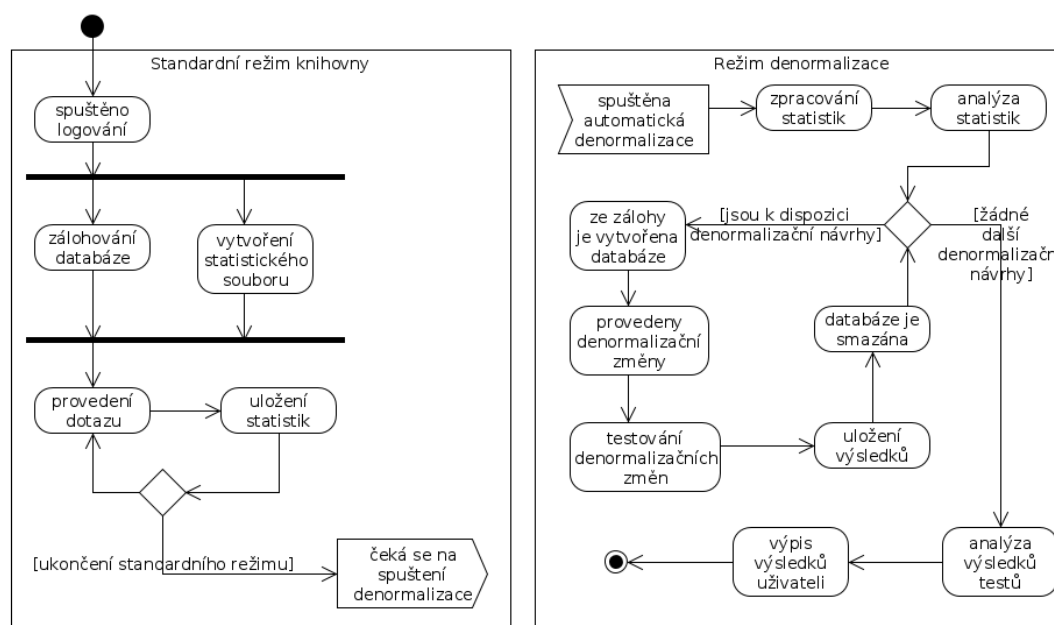 Standardní režim knihovny
spuštěno
logování
zálohování
databáze
vytvoření
statistického
souboru
provedení
dotazu
uložení
statistik
[ukončení standardního režimu]
čeká se na
spuštění
denormalizace
Režim denormalizace
spuštěna
automatická
denormalizace
zpracování
statistik
analýza
statistik
[jsou k dispozici
denormalizační návrhy]
[žádné
další
denormalizační
návrhy]
ze zálohy
je vytvořena
databáze
provedeny
denormalizační
změny
testování
denormalizačních
změn
uložení
výsledků
databáze je
smazána
analýza
výsledků
testů
výpis
výsledků
uživateli